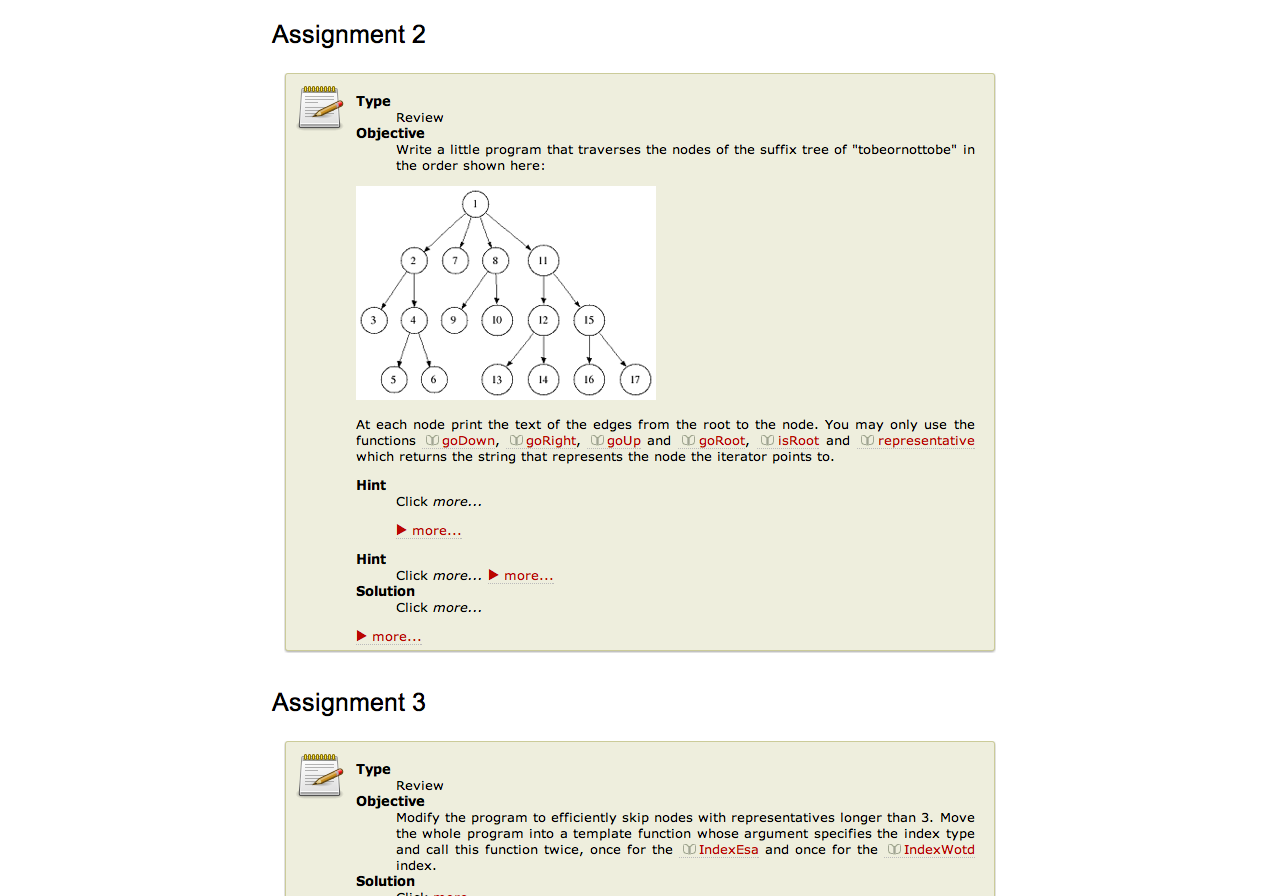 Assignment 2
Type
Review
Objective
Write a little program that traverses the nodes of the suffix tree of "tobeornottobe" in
the order shown here:
1
2 7 8 11
3 4 9 10 12 15
5 6 13 14 16 17
At each node print the text of the edges from the root to the node. You may only use the
functions goDown, goRight, goUp and goRoot, isRoot and representative
which returns the string that represents the node the iterator points to.
Hint
Click more...
more...
Hint
Click more... more...
Solution
Click more...
more...
Assignment 3
Type
Review
Objective
Modify the program to efficiently skip nodes with representatives longer than 3. Move
the whole program into a template function whose argument specifies the index type
and call this function twice, once for the IndexEsa and once for the IndexWotd
index.
Solution
Click more...